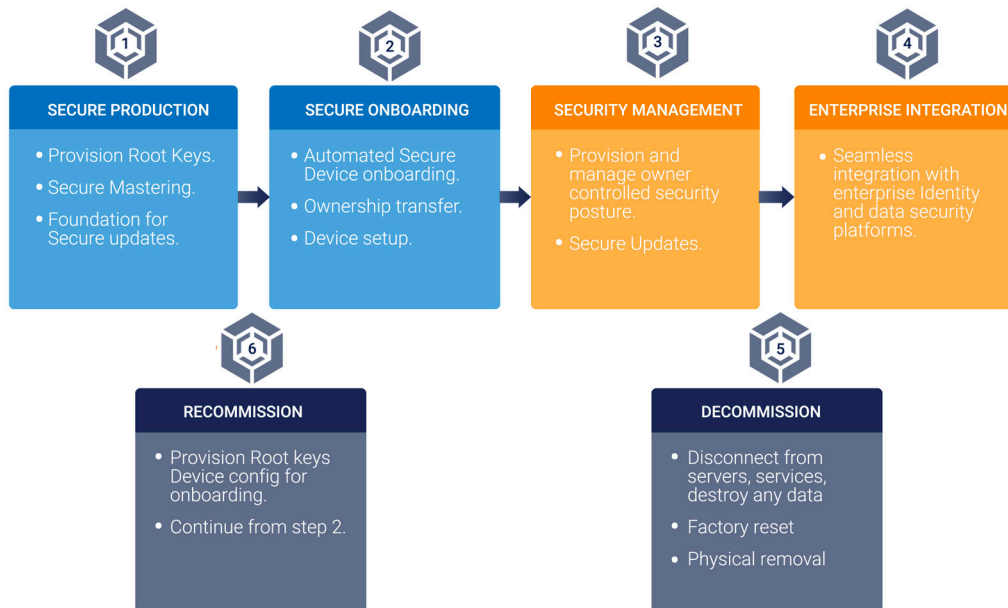 1
SECURE PRODUCTION
• Provision Root Keys.
• Secure Mastering.
• Foundation for
Secure updates.
2
SECURE ONBOARDING
• Automated Secure
Device onboarding.
• Ownership transfer.
• Device setup.
3
SECURITY MANAGEMENT
• Provision and
manage owner
controlled security
posture.
• Secure Updates.
4
ENTERPRISE INTEGRATION
• Seamless
integration with
enterprise Identity
and data security
platforms.
6
RECOMMISSION
• Provision Root keys
Device config for
onboarding.
• Continue from step 2.
5
DECOMMISSION
• Disconnect from
servers, services,
destroy any data
• Factory reset
• Physical removal